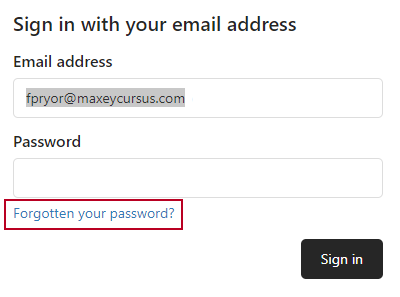 Sign in with your email address
Email address
fpryor@maxeycursus.com
Password
Forgotten your password?
Sign in